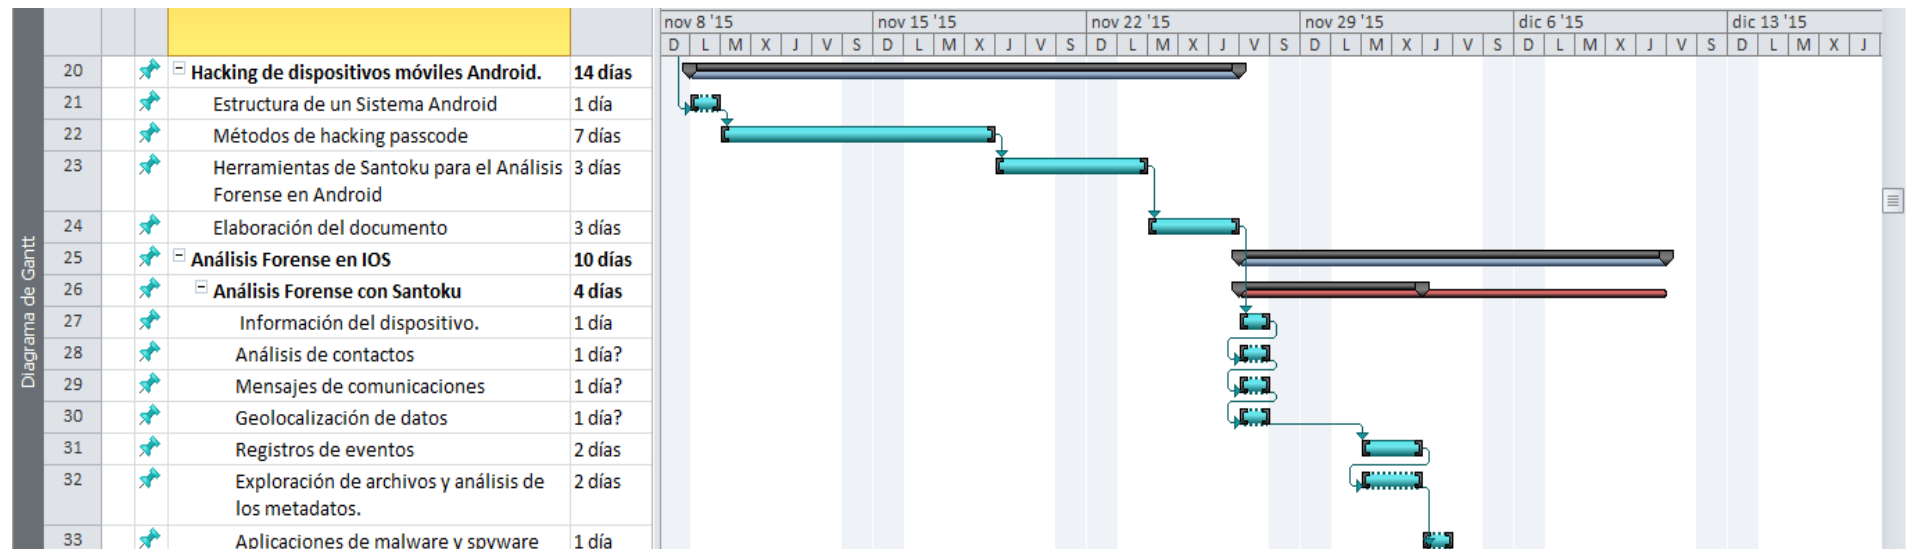 nov 8 '15 nov 15 '15 nov 22 '15 nov 29 '15 dic 6 '15 dic 13 '15
D L M X J V S D L M X J V S D L M X J V S D L M X J V S D L M X J V S D L M X J
20 Hacking de dispositivos móviles Android. 14 días
21 Estructura de un Sistema Android 1 día
22 Métodos de hacking passcode 7 días
23 Herramientas de Santoku para el Análisis 3 días
Forense en Android
24 Elaboración del documento 3 días
25 Análisis Forense en IOS 10 días
26 Análisis Forense con Santoku 4 días
27 Información del dispositivo. 1 día
28 Análisis de contactos 1 día?
29 Mensajes de comunicaciones 1 día?
30 Geolocalización de datos 1 día?
31 Registros de eventos 2 días
32 Exploración de archivos y análisis de 2 días
los metadatos.
33 Aplicaciones de malware y spyware 1 día
Diagrama de Gantt